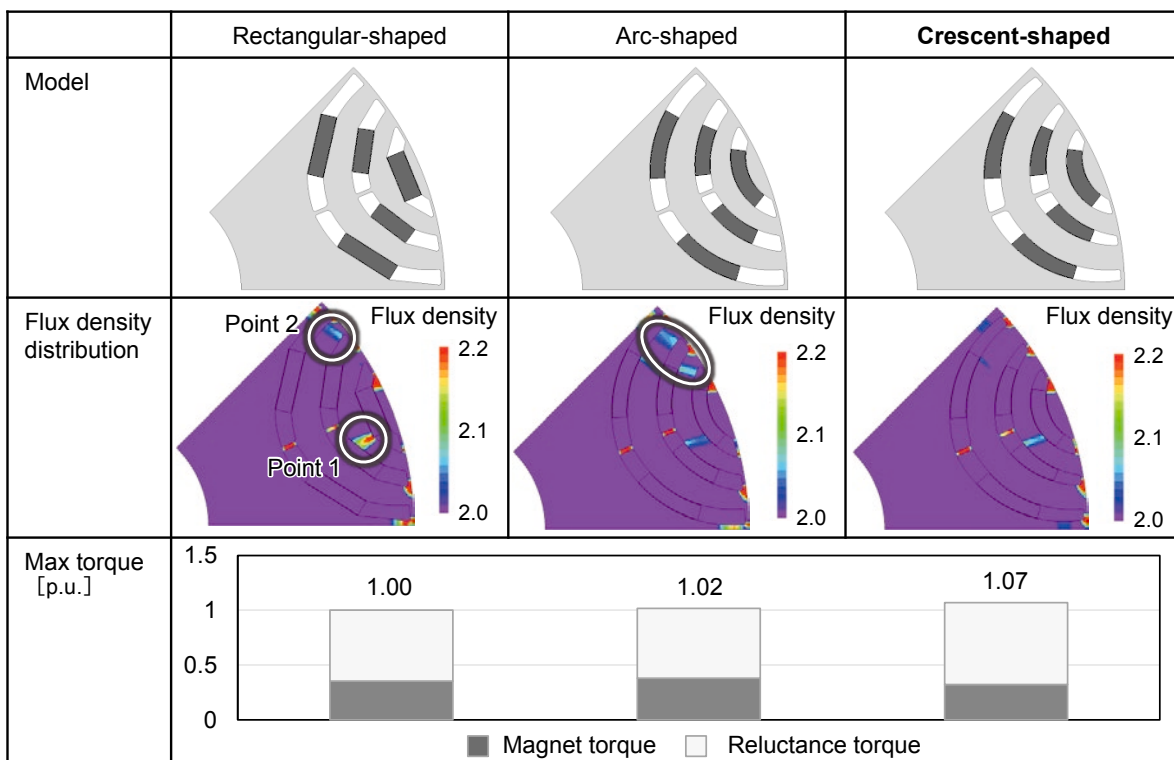 Rectangular-shaped
Arc-shaped
Crescent-shaped
Model
Flux density
distribution
Point 2
Point 1
Flux density
2.2
2.1
2.0
Flux density
2.2
2.1
2.0
Flux density
2.2
2.1
2.0
Max torque
[p.u.]
1.5
1
0.5
0
1.00
1.02
1.07
Magnet torque
Reluctance torque